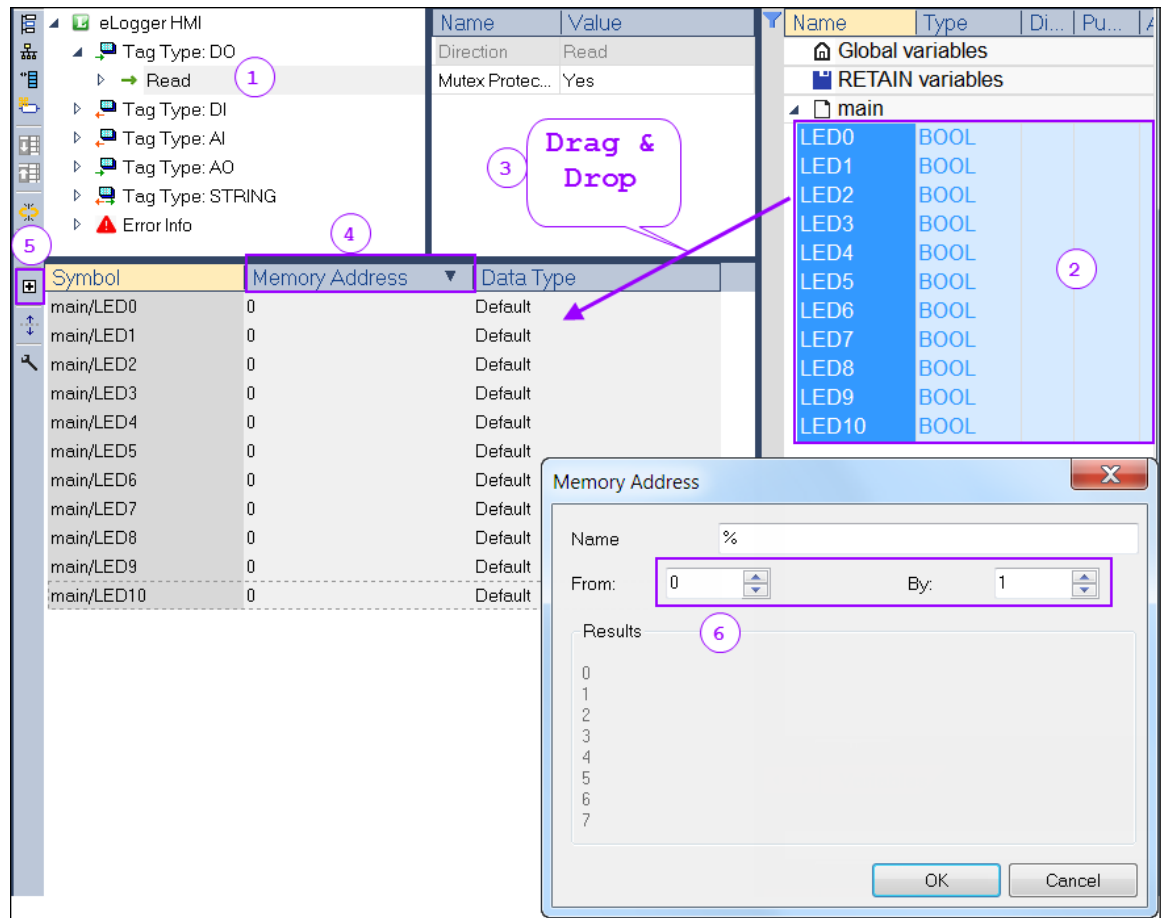 eLogger HMI
Tag Type: DO
Read
1
Tag Type: DI
Tag Type: AI
Tag Type: AO
Tag Type: STRING
Error Info
Name Value
Direction Read
Mutex Protec... Yes
3
Drag &
Drop
Name Type Di... Pu...
Global variables
RETAIN variables
main
LED0 BOOL
LED1 BOOL
LED2 BOOL
LED3 BOOL
LED4 BOOL
LED5 BOOL
LED6 BOOL
LED7 BOOL
LED8 BOOL
LED9 BOOL
LED10 BOOL
2
5
4
Symbol Memory Address Data Type
main/LED0 0 Default
main/LED1 0 Default
main/LED2 0 Default
main/LED3 0 Default
main/LED4 0 Default
main/LED5 0 Default
main/LED6 0 Default
main/LED7 0 Default
main/LED8 0 Default
main/LED9 0 Default
main/LED10 0 Default
Memory Address
Name %
From: 0 By: 1
Results
6
0
1
2
3
4
5
6
7
OK Cancel